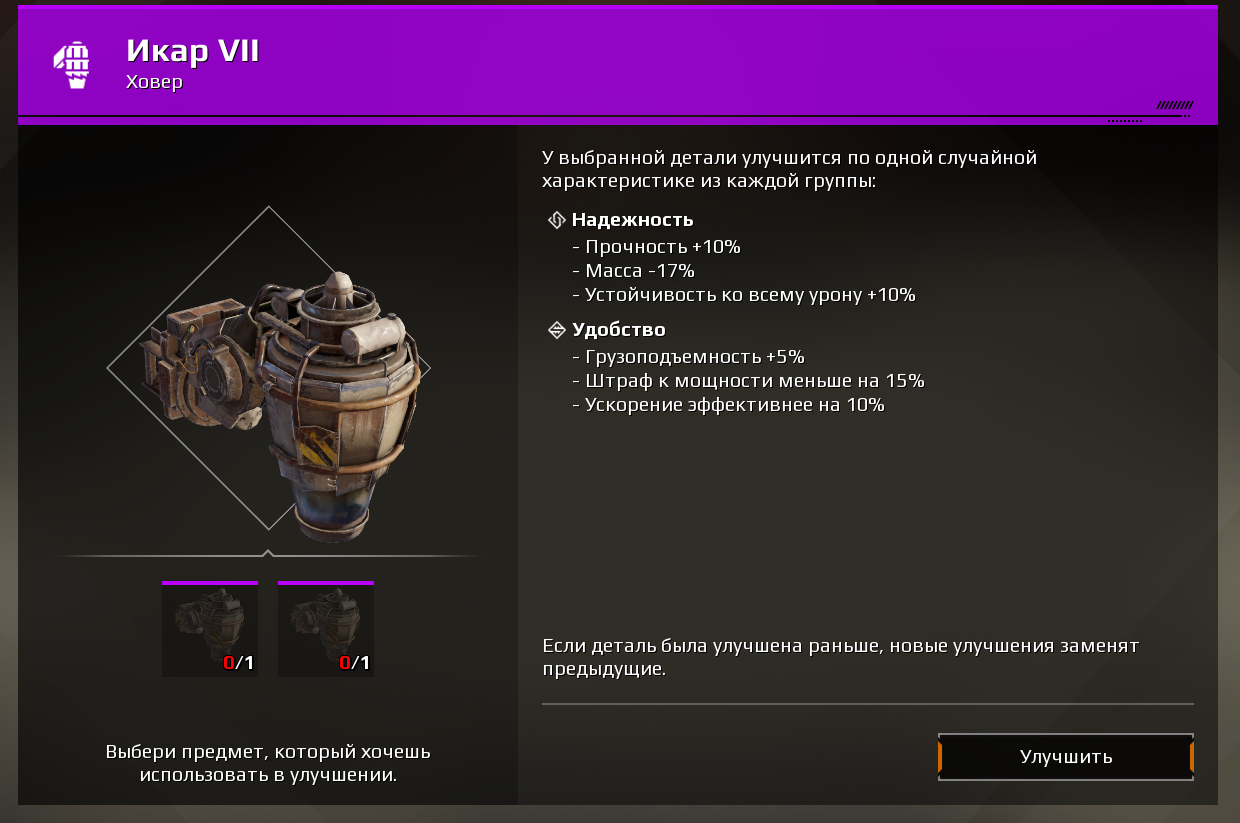 Икар VII
Ховер
У выбранной детали улучшится по одной случайной
характеристике из каждой группы:
Надежность
- Прочность +10%
- Масса -17%
- Устойчивость ко всему урону +10%
Удобство
- Грузоподъемность +5%
- Штраф к мощности меньше на 15%
- Ускорение эффективнее на 10%
0/1
0/1
Если деталь была улучшена раньше, новые улучшения заменят
предыдущие.
Выбери предмет, который хочешь
использовать в улучшении.
Улучшить